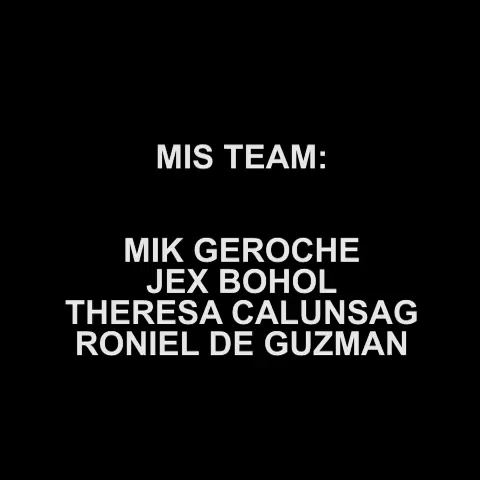 MIS TEAM:
MIK GEROCHE
JEX BOHOL
THERESA CALUNSAG
RONIEL DE GUZMAN